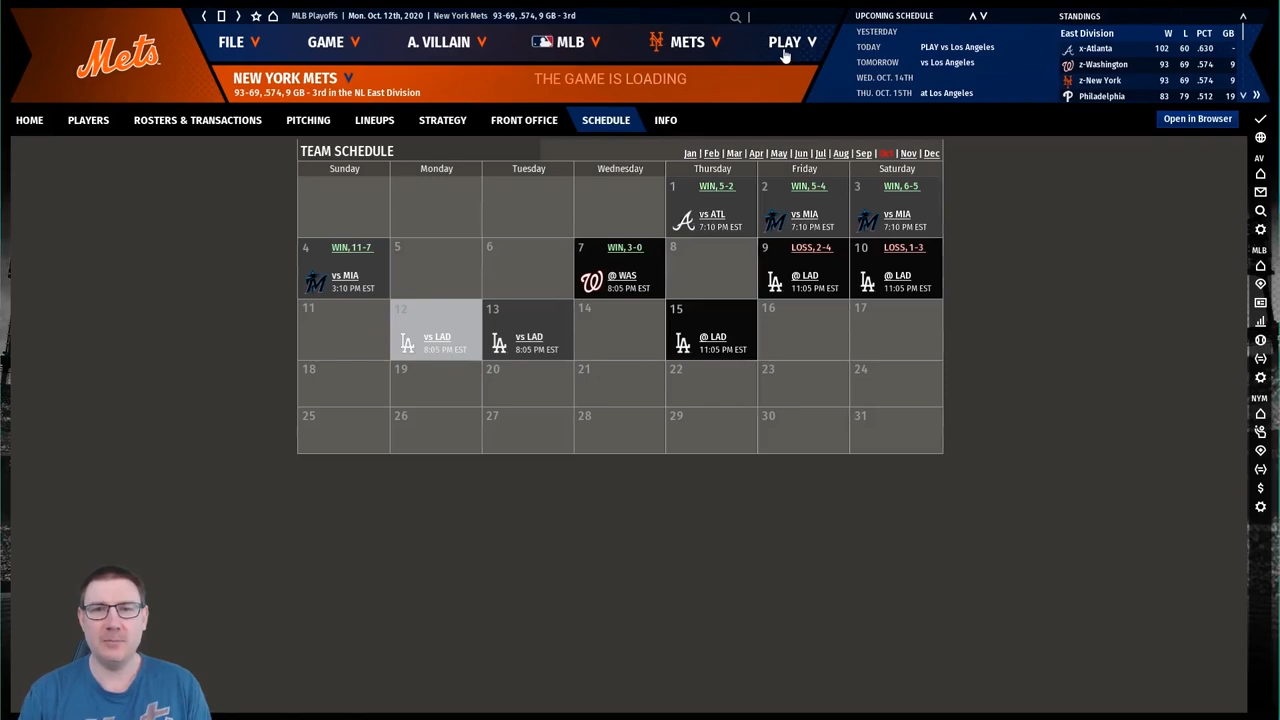 MLB Playoffs | Mon. Oct. 12th, 2020 | New York Mets 93-69, .574, 9 GB - 3rd
Mets
FILE
GAME
A. VILLAIN
MLB
METS
PLAY
NEW YORK METS
93-69, .574, 9 GB - 3rd in the NL East Division
THE GAME IS LOADING
UPCOMING SCHEDULE
YESTERDAY
TODAY PLAY vs Los Angeles
TOMORROW vs Los Angeles
WED. OCT. 14TH
THU. OCT. 15TH at Los Angeles
STANDINGS
East Division W L PCT GB
x-Atlanta 102 60 .630 -
z-Washington 93 69 .574 9
z-New York 93 69 .574 9
Philadelphia 83 79 .512 19
HOME PLAYERS ROSTERS & TRANSACTIONS PITCHING LINEUPS STRATEGY FRONT OFFICE SCHEDULE INFO
Open in Browser
TEAM SCHEDULE
Jan | Feb | Mar | Apr | May | Jun | Jul | Aug | Sep | Oct | Nov | Dec
Sunday Monday Tuesday Wednesday Thursday Friday Saturday
1 WIN, 5-2
vs ATL
7:10 PM EST
2 WIN, 5-4
vs MIA
7:10 PM EST
3 WIN, 6-5
vs MIA
7:10 PM EST
4 WIN, 11-7
vs MIA
3:10 PM EST
5
6
7 WIN, 3-0
@ WAS
8:05 PM EST
8
9 LOSS, 2-4
@ LAD
11:05 PM EST
10 LOSS, 1-3
@ LAD
11:05 PM EST
11
12
vs LAD
8:05 PM EST
13
vs LAD
8:05 PM EST
14
15
@ LAD
11:05 PM EST
16
17
18 19 20 21 22 23 24
25 26 27 28 29 30 31
AV
MLB
NYM